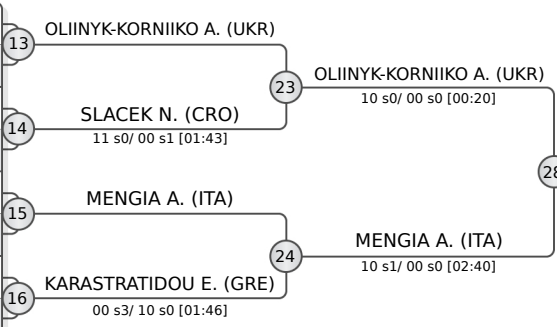 OLIINYK-KORNIIKO A. (UKR)
13
23
OLIINYK-KORNIIKO A. (UKR)
10 s0/ 00 s0 [00:20]
SLACEK N. (CRO)
14
11 s0/ 00 s1 [01:43]
28
MENGIA A. (ITA)
15
24
MENGIA A. (ITA)
10 s1/ 00 s0 [02:40]
KARASTRATIDOU E. (GRE)
16
00 s3/ 10 s0 [01:46]